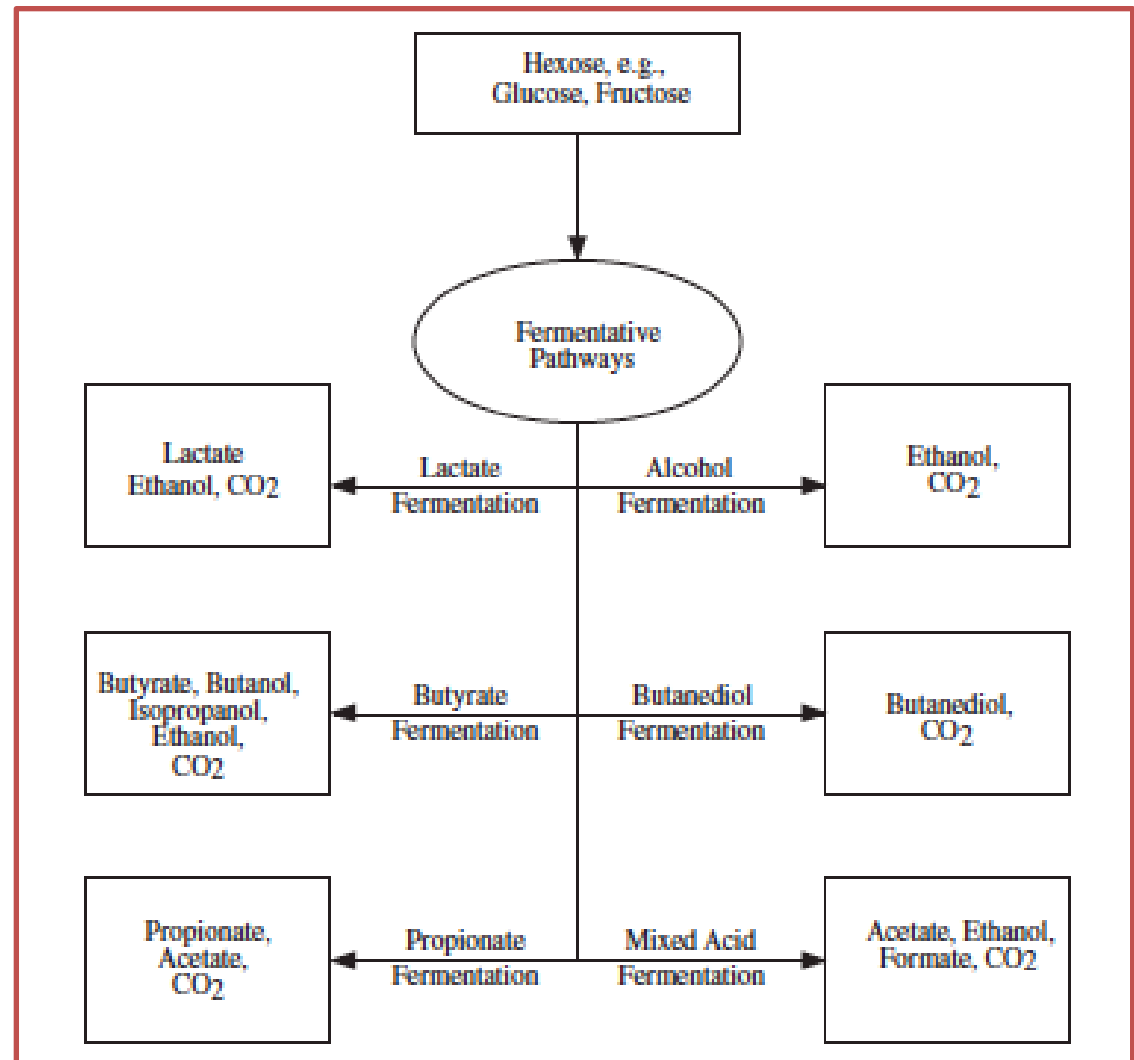 Hexose, e.g.,
Glucose, Fructose
Fermentative
Pathways
Lactate
Ethanol, CO2
Lactate
Fermentation
Alcohol
Fermentation
Ethanol,
CO2
Butyrate, Butanol,
Isopropanol,
Ethanol,
CO2
Butyrate
Fermentation
Butanediol
Fermentation
Butanediol,
CO2
Propionate,
Acetate,
CO2
Propionate
Fermentation
Mixed Acid
Fermentation
Acetate, Ethanol,
Formate, CO2